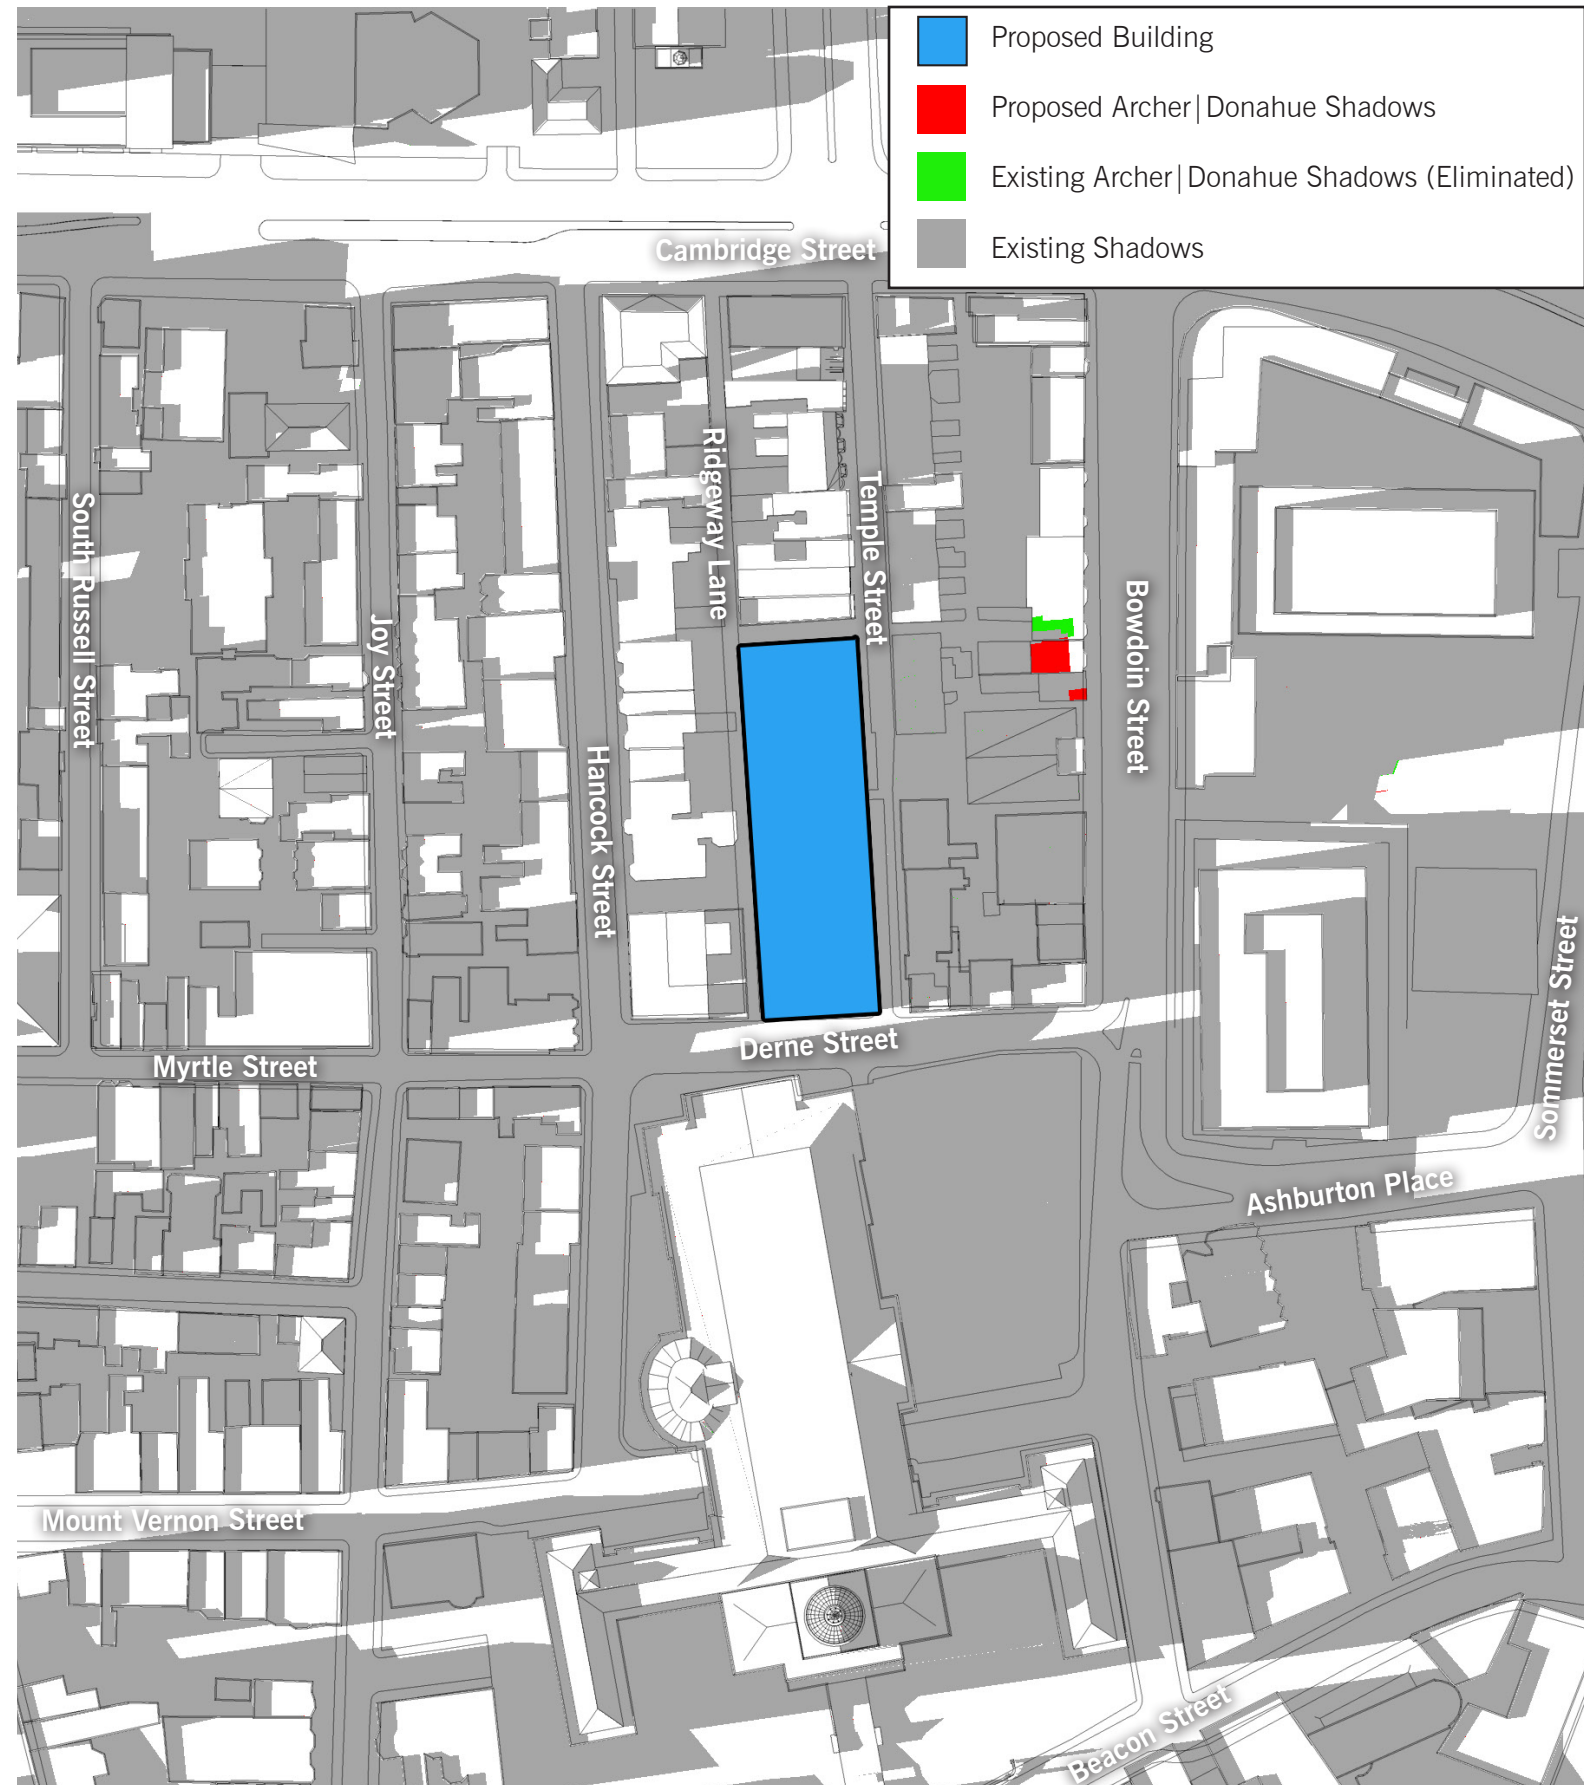 Proposed Building
Proposed Archer|Donahue Shadows
Existing Archer|Donahue Shadows (Eliminated)
Existing Shadows
Cambridge Street
Ridgeway Lane
Temple Street
South Russell Street
Joy Street
Bowdoin Street
Hancock Street
Sommerset Street
Derne Street
Myrtle Street
Ashburton Place
Mount Vernon Street
Beacon Street